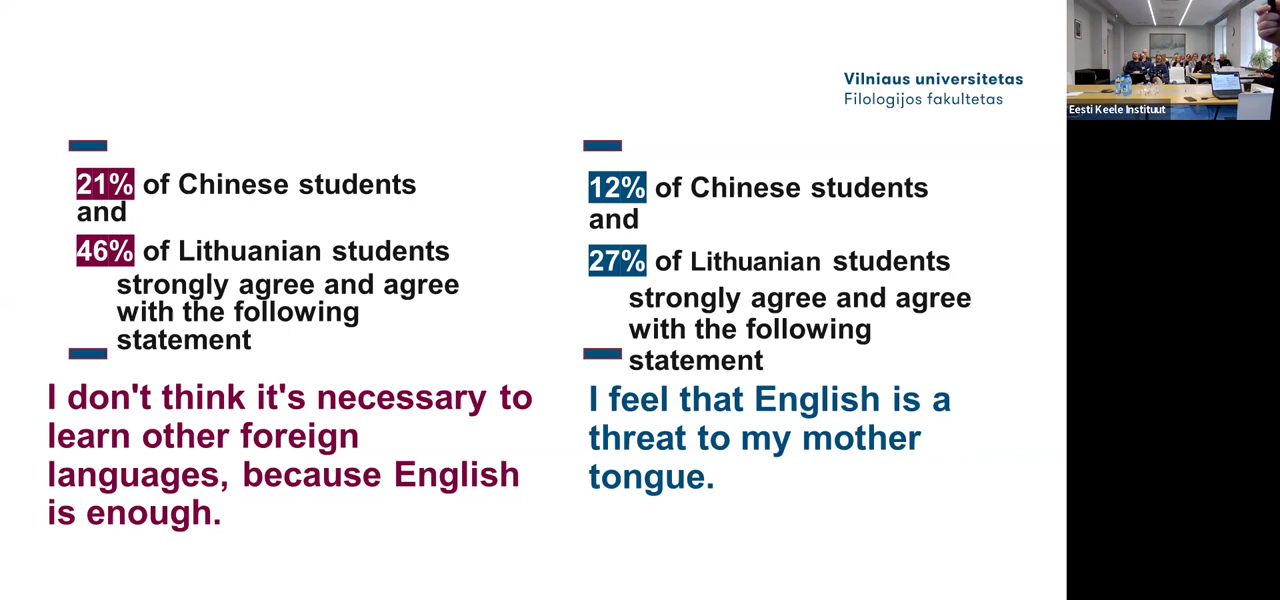 Vilniaus universitetas
Filologijos fakultetas
21% of Chinese students
and
46% of Lithuanian students
strongly agree and agree
with the following
statement
I don't think it's necessary to
learn other foreign
languages, because English
is enough.
12% of Chinese students
and
27% of Lithuanian students
strongly agree and agree
with the following
statement
I feel that English is a
threat to my mother
tongue.
Eesti Keele Instituut